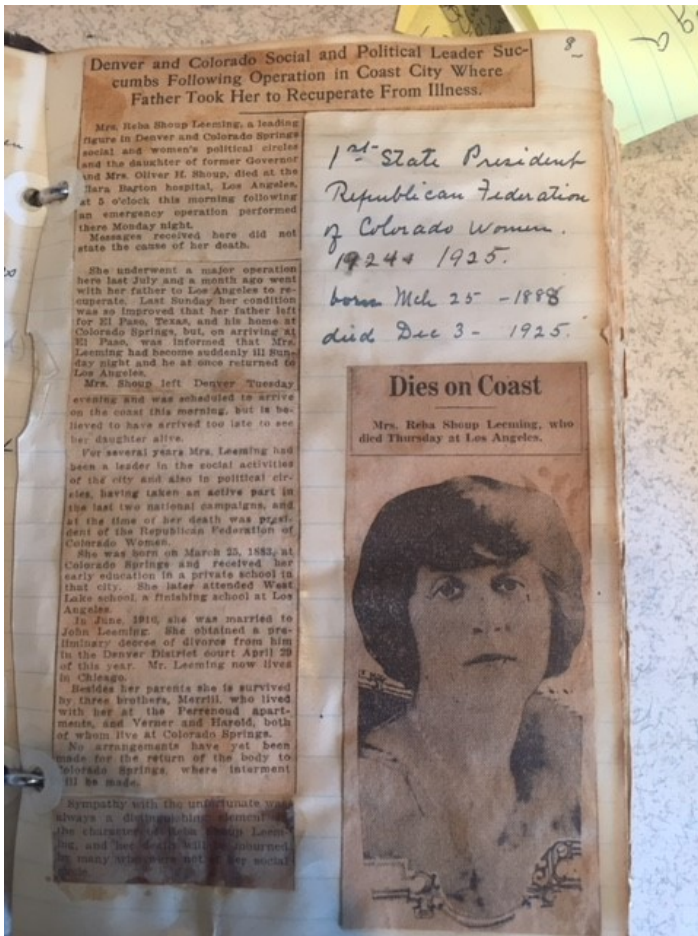 8
Denver and Colorado Social and Political Leader Suc-
cumbs Following Operation in Coast City Where
Father Took Her to Recuperate From Illness.
Mrs. Reba Shoup Leeming, a leading
figure in Denver and Colorado Springs
social and women's political circles
and the daughter of former Governor
and Mrs. Oliver H. Shoup, died at the
Clara Barton hospital, Los Angeles,
at 5 o'clock this morning following
an emergency operation performed
there Monday night.
Messages received here did not
state the cause of her death.
She underwent a major operation
here last July and a month ago went
with her father to Los Angeles to re-
cuperate. Last Sunday her condition
was so improved that her father left
for El Paso, Texas, and his home at
Colorado Springs, but, on arriving at
El Paso, was informed that Mrs.
Leeming had become suddenly ill Sun-
day night and he at once returned to
Los Angeles.
Mrs. Shoup left Denver Tuesday
evening and was scheduled to arrive
on the coast this morning, but is be-
lieved to have arrived too late to see
her daughter alive.
For several years Mrs. Leeming had
been a leader in the social activities
of the city and also in political cir-
cles, having taken an active part in
the last two national campaigns, and
at the time of her death was presi-
dent of the Republican Federation of
Colorado Women.
She was born on March 25, 1883, at
Colorado Springs and received her
early education in a private school in
that city. She later attended West
Lake school, a finishing school at Los
Angeles.
In June, 1916, she was married to
John Leeming. She obtained a pre-
liminary decree of divorce from him
in the Denver District court April 29
of this year. Mr. Leeming now lives
in Chicago.
Besides her parents she is survived
by three brothers, Merrill, who lived
with her at the Perrenoud apart-
ments, and Verner and Harold, both
of whom live at Colorado Springs.
No arrangements have yet been
made for the return of the body to
Colorado Springs, where interment
will be made.
Sympathy with the unfortunate was
always a distinguishing element of
the character of Reba Shoup Leem-
ing, and her death will be mourned
by many who were not of her social
1st State President
Republican Federation
of Colorado Women.
1924 & 1925.
born Mch 25 - 1888
died Dec 3 - 1925.
Dies on Coast
Mrs. Reba Shoup Leeming, who
died Thursday at Los Angeles.